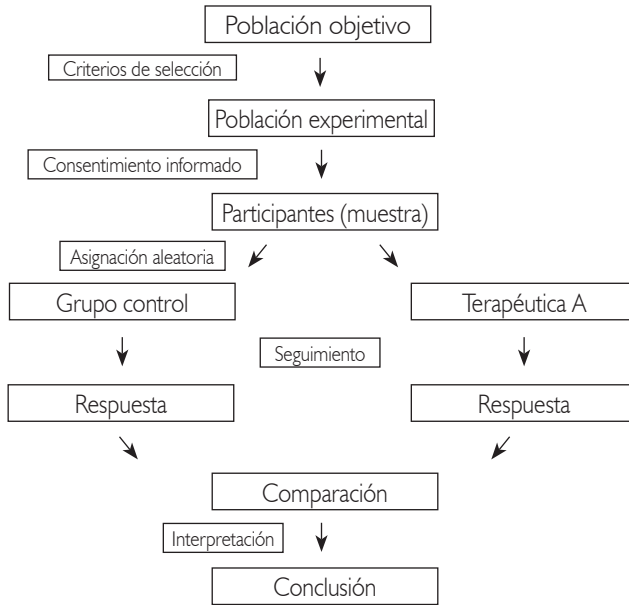 Población objetivo
Criterios de selección
Población experimental
Consentimiento informado
Participantes (muestra)
Asignación aleatoria
Grupo control
Terapéutica A
Seguimiento
Respuesta
Respuesta
Comparación
Interpretación
Conclusión